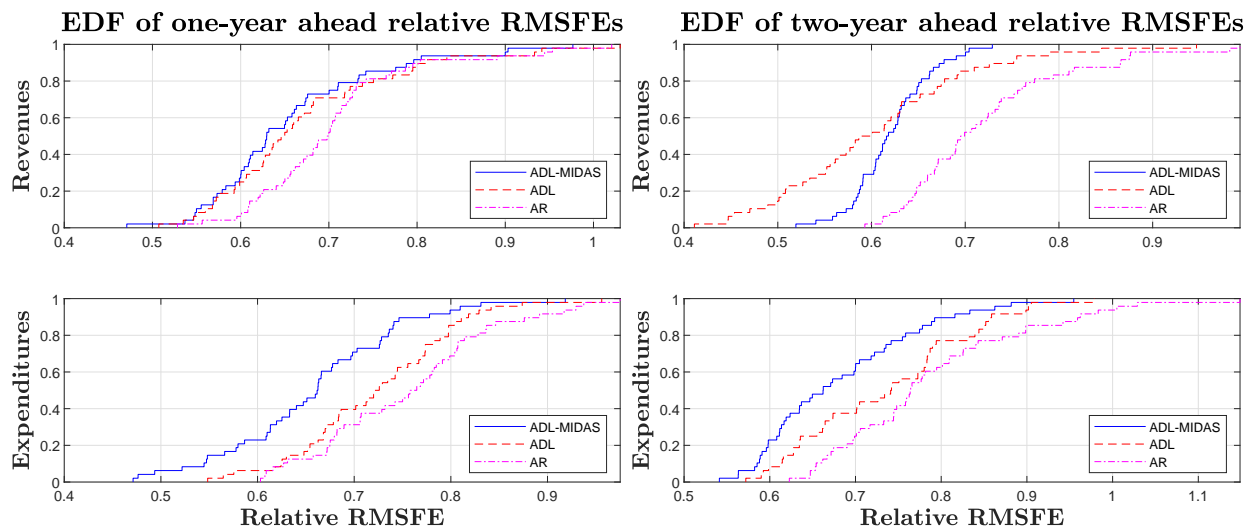 EDF of one-year ahead relative RMSFEs
1
0.8
0.6
0.4
0.2
0
Revenues
ADL-MIDAS
ADL
AR
0.4 0.5 0.6 0.7 0.8 0.9 1
EDF of two-year ahead relative RMSFEs
1
0.8
0.6
0.4
0.2
0
Revenues
ADL-MIDAS
ADL
AR
0.4 0.5 0.6 0.7 0.8 0.9
1
0.8
0.6
0.4
0.2
0
Expenditures
ADL-MIDAS
ADL
AR
0.4 0.5 0.6 0.7 0.8 0.9
Relative RMSFE
1
0.8
0.6
0.4
0.2
0
Expenditures
ADL-MIDAS
ADL
AR
0.5 0.6 0.7 0.8 0.9 1 1.1
Relative RMSFE